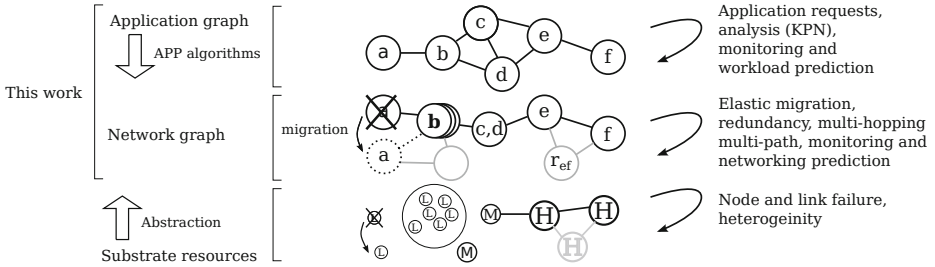 Application graph
APP algorithms
This work
Network graph
Abstraction
Substrate resources
migration
a
b
c
d
e
f
a
b
c,d
e
f
a
r_ef
L
L
L
L
L
L
L
M
M
H
H
H
Application requests,
analysis (KPN),
monitoring and
workload prediction
Elastic migration,
redundancy, multi-hopping
multi-path, monitoring and
networking prediction
Node and link failure,
heterogeinity